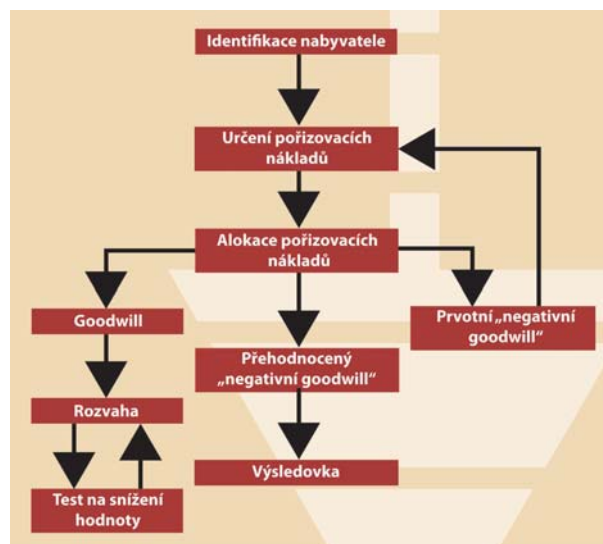 Identifikace nabyvatele
Určení pořizovacích
nákladů
Alokace pořizovacích
nákladů
Goodwill
Prvotní „negativní
goodwill“
Přehodnocený
„negativní goodwill“
Rozvaha
Výsledovka
Test na snížení
hodnoty